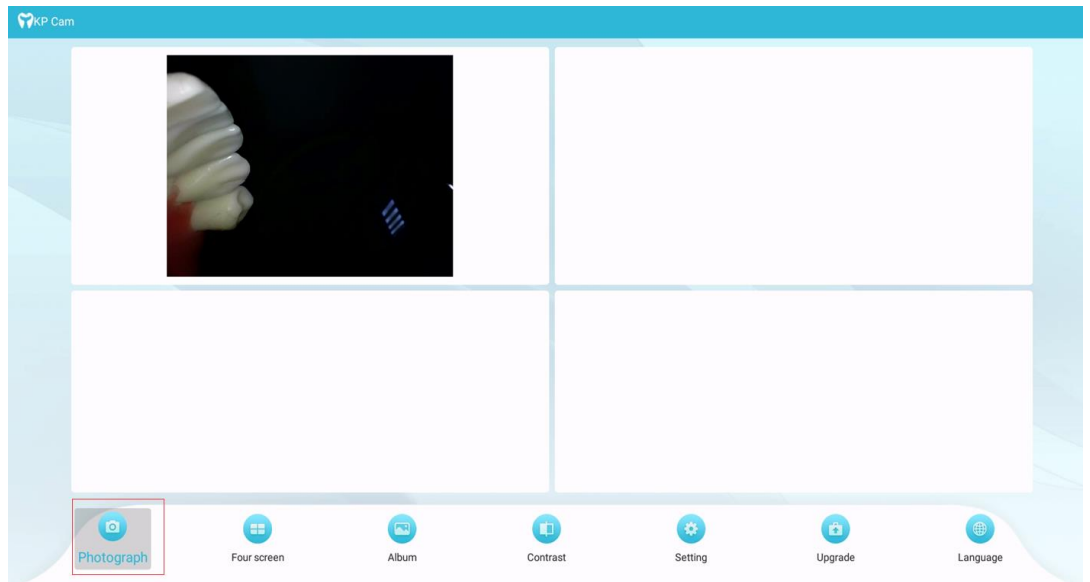 KP Cam
Photograph
Four screen
Album
Contrast
Setting
Upgrade
Language